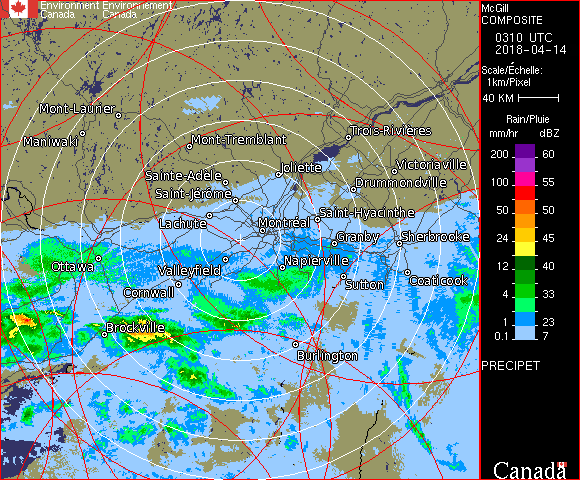 Environment Environnement
Canada Canada
McGill
COMPOSITE
0310 UTC
2018-04-14
Scale/Échelle:
1km/Pixel
40 KM
Rain/Pluie
mm/hr dBZ
200 60
100 55
50 50
24 45
12 40
4 33
1 23
0.1 7
PRECIPET
Canada
Mont-Laurier
Maniwaki
Mont-Tremblant
Trois-Rivières
Sainte-Adèle
Joliette
Victoriaville
Saint-Jérôme
Drummondville
Lachute
Montréal
Saint-Hyacinthe
Granby
Sherbrooke
Ottawa
Valleyfield
Napierville
Cornwall
Sutton
Coaticook
Brockville
Burlington